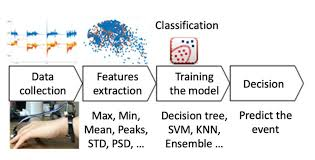 Classification
Data
collection
Features
extraction
Training
the model
Decision
Max, Min,
Mean, Peaks,
STD, PSD, ...
Decision tree,
SVM, KNN,
Ensemble ...
Predict the
event